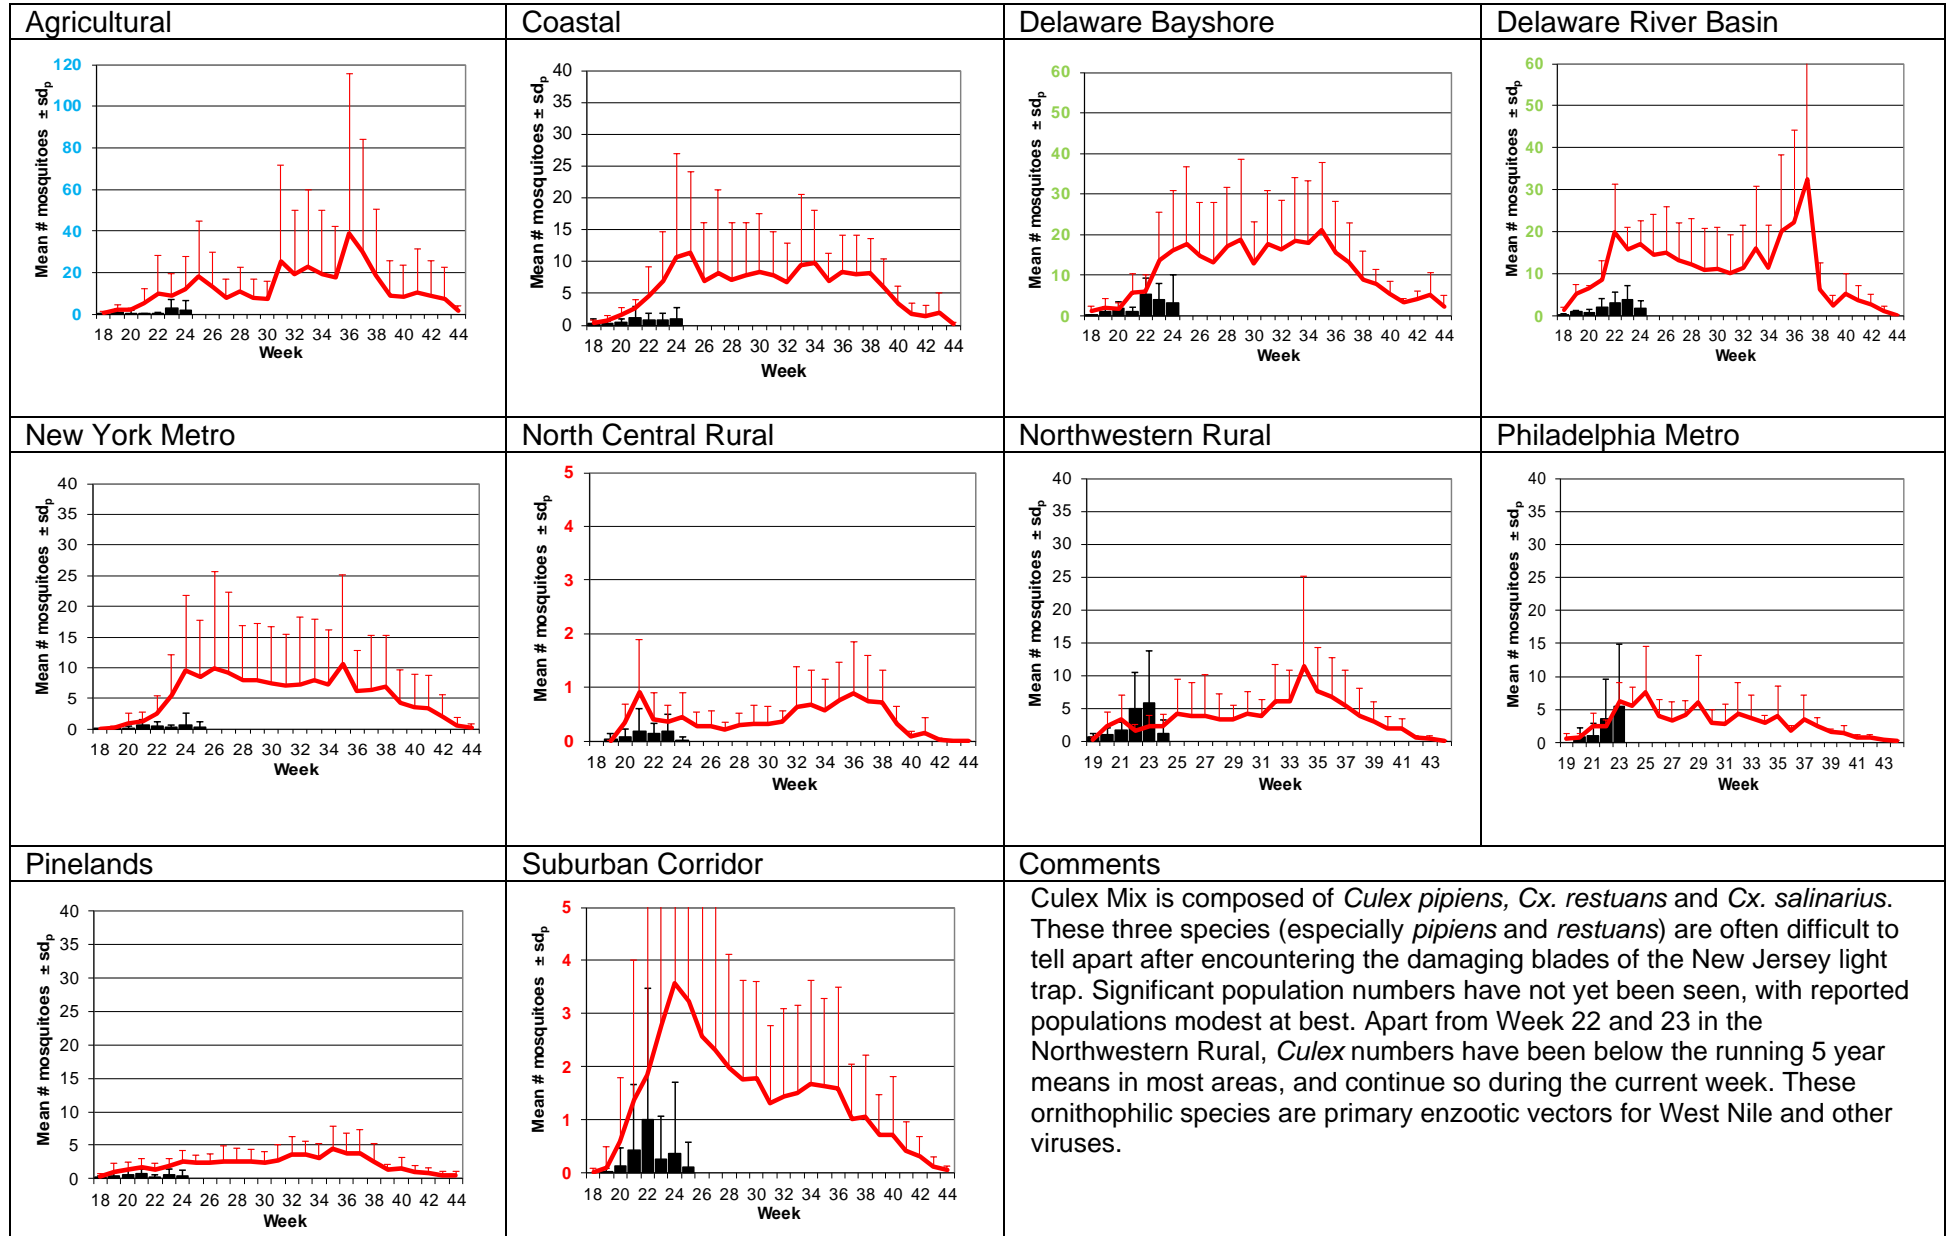 Agricultural
Coastal
Delaware Bayshore
Delaware River Basin
Mean # mosquitoes ± sdp
120
100
80
60
40
20
0
18 20 22 24 26 28 30 32 34 36 38 40 42 44
Week
Mean # mosquitoes ± sdp
40
35
30
25
20
15
10
5
0
18 20 22 24 26 28 30 32 34 36 38 40 42 44
Week
Mean # mosquitoes ± sdp
60
50
40
30
20
10
0
18 20 22 24 26 28 30 32 34 36 38 40 42 44
Week
Mean # mosquitoes ± sdp
60
50
40
30
20
10
0
18 20 22 24 26 28 30 32 34 36 38 40 42 44
Week
New York Metro
North Central Rural
Northwestern Rural
Philadelphia Metro
Mean # mosquitoes ± sdp
40
35
30
25
20
15
10
5
0
18 20 22 24 26 28 30 32 34 36 38 40 42 44
Week
Mean # mosquitoes ± sdp
5
4
3
2
1
0
18 20 22 24 26 28 30 32 34 36 38 40 42 44
Week
Mean # mosquitoes ± sdp
40
35
30
25
20
15
10
5
0
19 21 23 25 27 29 31 33 35 37 39 41 43
Week
Mean # mosquitoes ± sdp
40
35
30
25
20
15
10
5
0
19 21 23 25 27 29 31 33 35 37 39 41 43
Week
Pinelands
Suburban Corridor
Comments
Mean # mosquitoes ± sdp
40
35
30
25
20
15
10
5
0
18 20 22 24 26 28 30 32 34 36 38 40 42 44
Week
Mean # mosquitoes ± sdp
5
4
3
2
1
0
18 20 22 24 26 28 30 32 34 36 38 40 42 44
Week
Culex Mix is composed of Culex pipiens, Cx. restuans and Cx. salinarius.
These three species (especially pipiens and restuans) are often difficult to
tell apart after encountering the damaging blades of the New Jersey light
trap. Significant population numbers have not yet been seen, with reported
populations modest at best. Apart from Week 22 and 23 in the
Northwestern Rural, Culex numbers have been below the running 5 year
means in most areas, and continue so during the current week. These
ornithophilic species are primary enzootic vectors for West Nile and other
viruses.